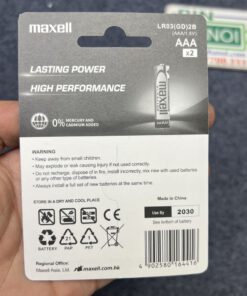 maxell
LR03(GD)2B
(AAA/1.5V)
AAA
x2
LASTING POWER
HIGH PERFORMANCE
maxell
0% MERCURY AND CADMIUM ADDED
WARNING
• Keep away from small children.
• May explode or leak causing injury if not used correctly.
• Do not recharge, dispose of in fire, install incorrectly, mix new with used batteries or any other type of batteries.
• Always install a full set of new same batteries at the same time.
STORE IN A DRY AND COOL PLACE
Made in China
Use By
2030
See bottom of battery
BATTERY PAP PET
Regional Office:
Maxell Asia, Ltd.
maxell
www.maxell.com.hk
4 902580 164416